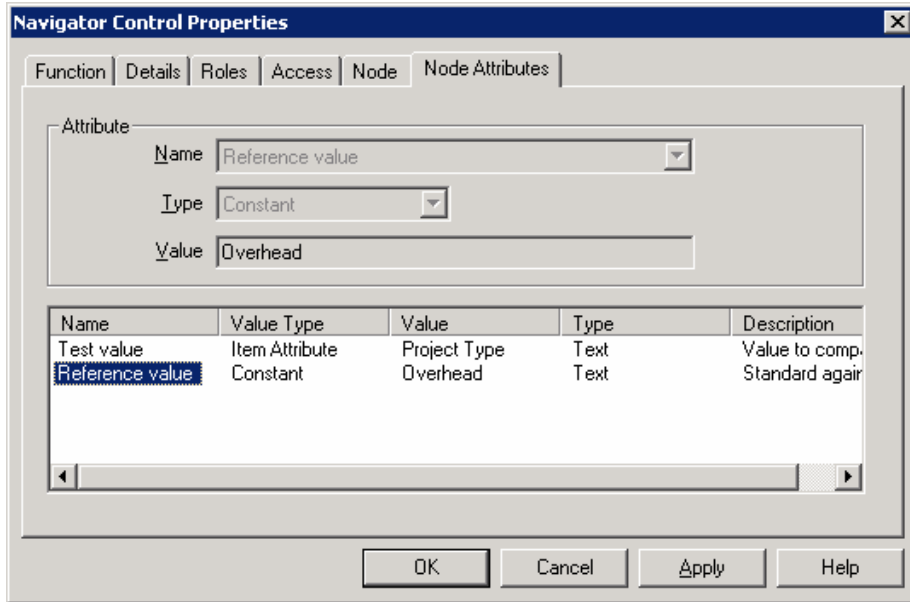 Navigator Control Properties
Function Details Roles Access Node Node Attributes
Attribute
Name Reference value
Type Constant
Value Overhead
Name Value Type Value Type Description
Test value Item Attribute Project Type Text Value to comp
Reference value Constant Overhead Text Standard again
OK Cancel Apply Help